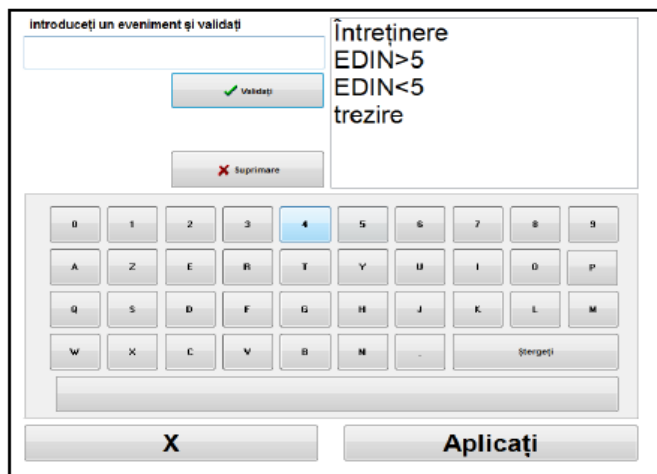 introduceți un eveniment și validați
Validați
Suprimare
Întreținere
EDIN>5
EDIN<5
trezire
0 1 2 3 4 5 6 7 8 9
A Z E R T Y U I O P
Q S D F G H J K L M
W X C V B N . Ștergeți
X Aplicați